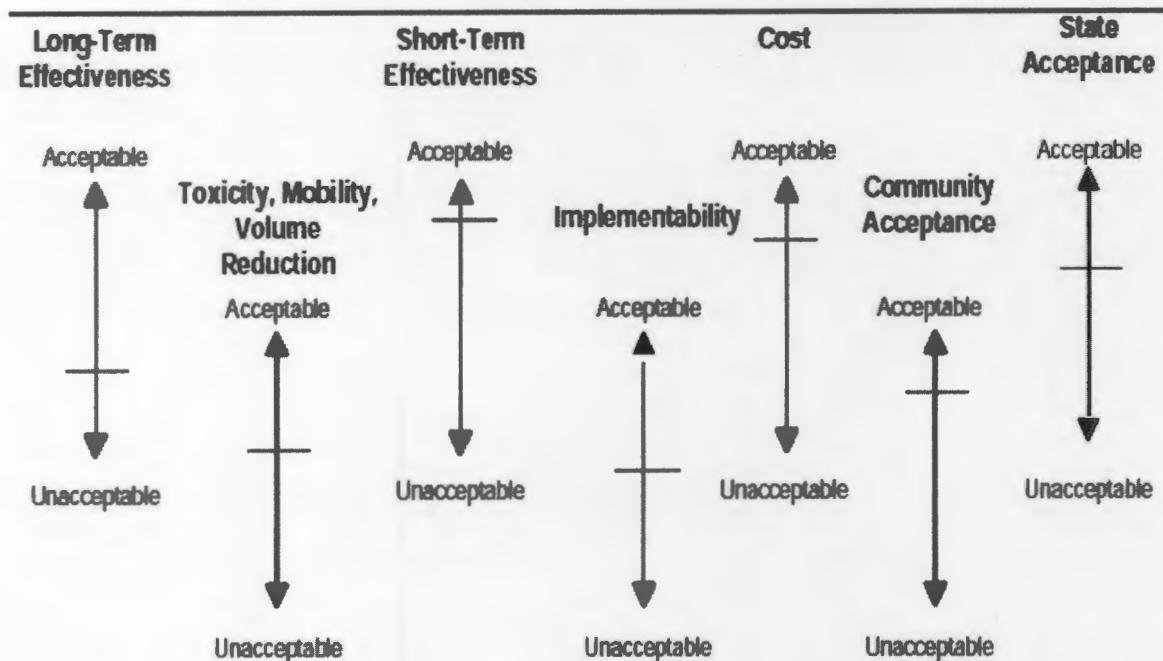 Long-Term
Effectiveness
Acceptable
Unacceptable
Toxicity, Mobility,
Volume
Reduction
Acceptable
Unacceptable
Short-Term
Effectiveness
Acceptable
Unacceptable
Implementability
Acceptable
Unacceptable
Cost
Acceptable
Unacceptable
Community
Acceptance
Acceptable
Unacceptable
State
Acceptance
Acceptable
Unacceptable